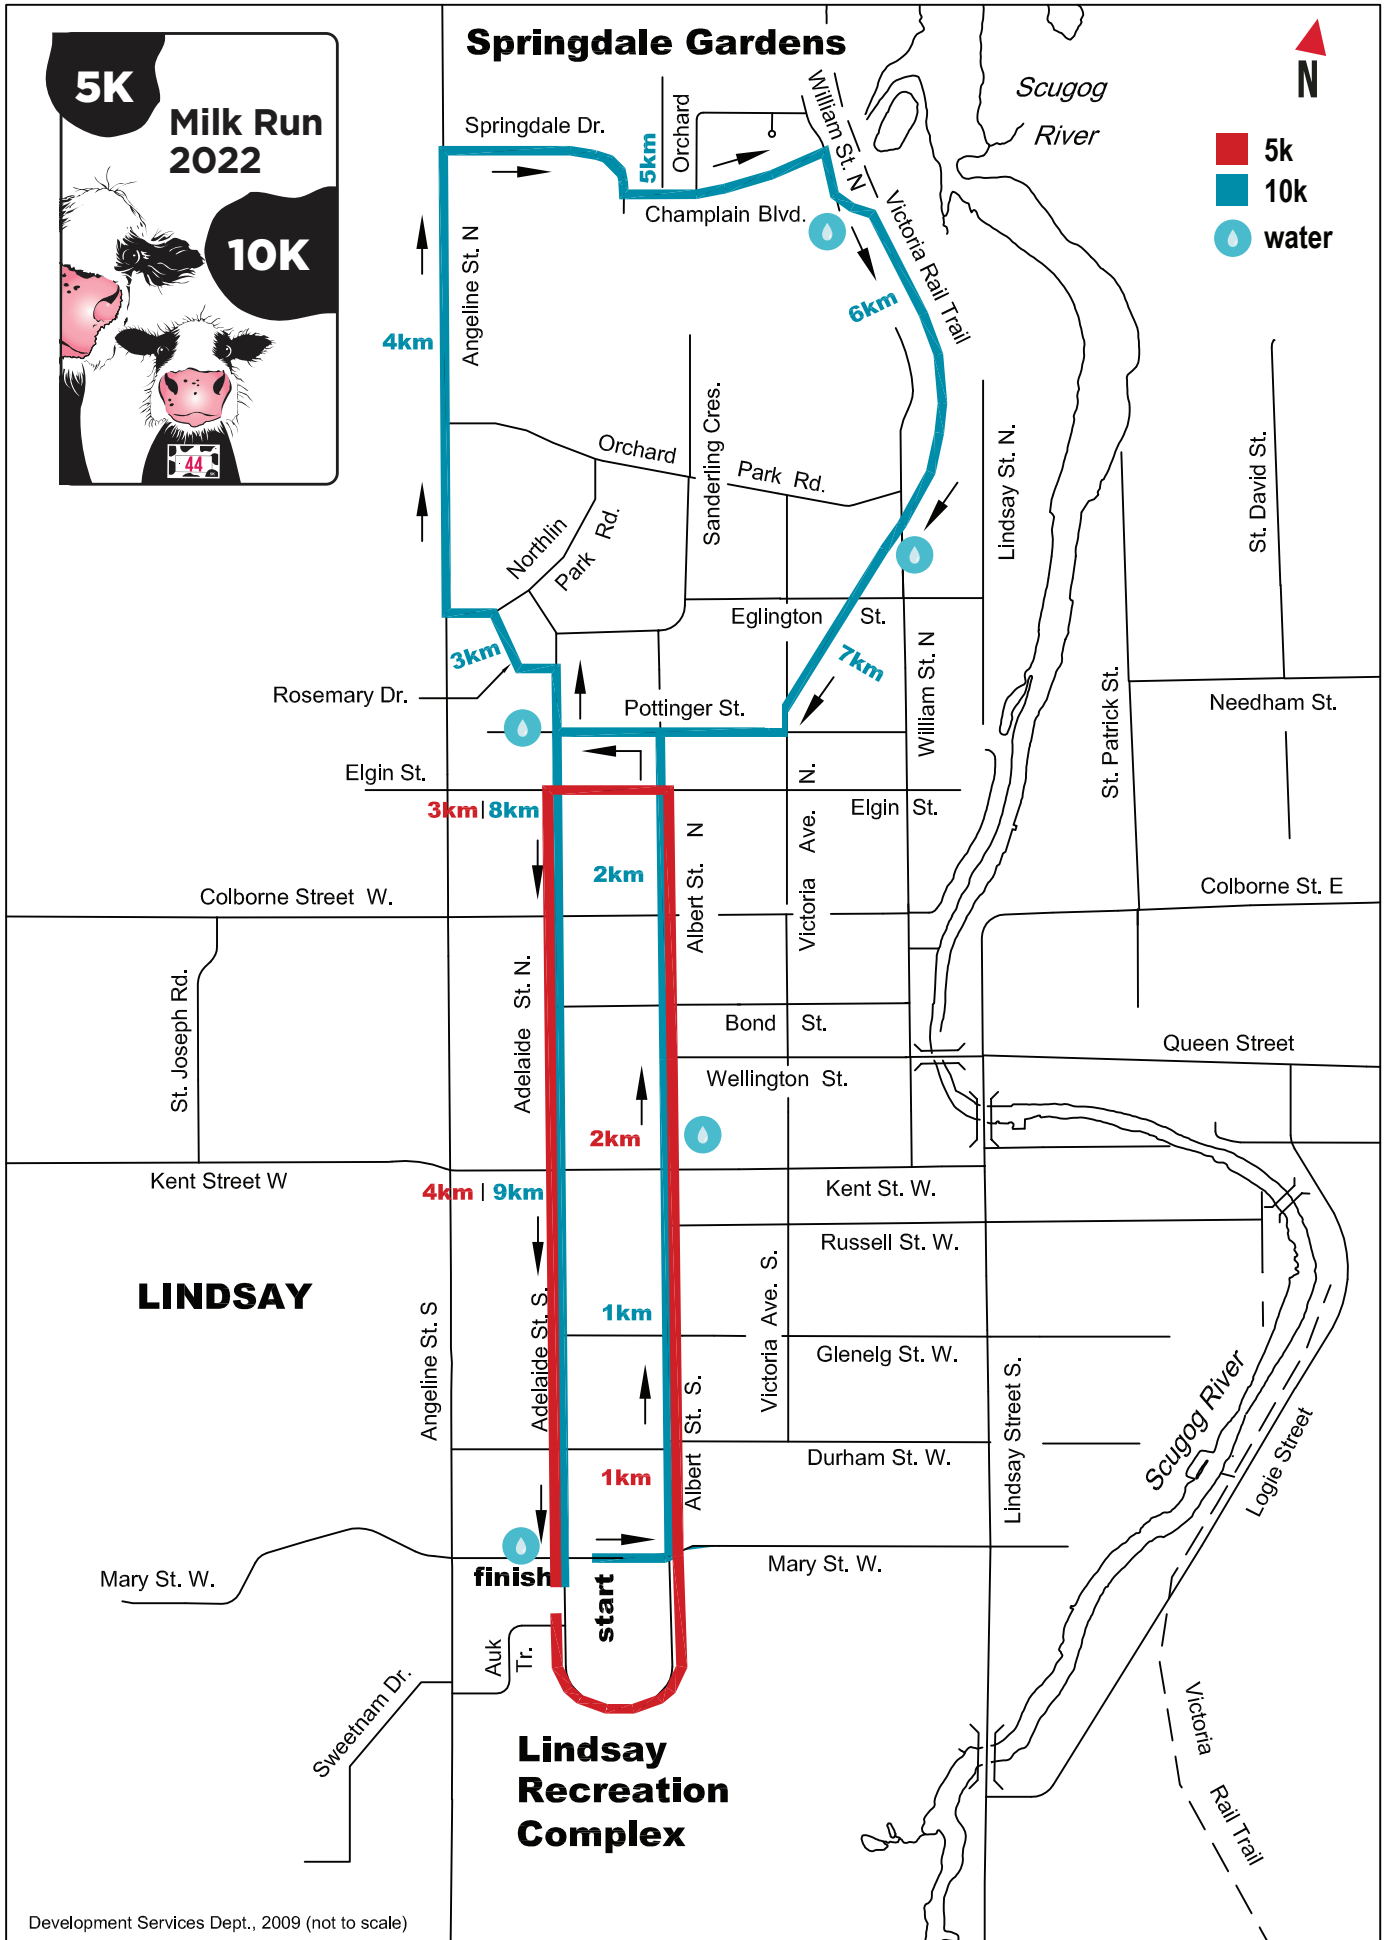 5K
Milk Run
2022
10K
44
Springdale Gardens
N
5k
10k
water
Scugog
River
Springdale Dr.
5km
Orchard
William St. N
Victoria Rail Trail
Champlain Blvd.
Angeline St. N
4km
6km
Orchard
Park Rd.
Sanderling Cres.
Northlin
Park Rd.
Lindsay St. N.
St. David St.
Eglington St.
3km
7km
Rosemary Dr.
Pottinger St.
William St. N
St. Patrick St.
Needham St.
Elgin St.
3km | 8km
Elgin St.
2km
Albert St. N
Victoria Ave. N.
Colborne Street W.
Colborne St. E
St. Joseph Rd.
Adelaide St. N.
Bond St.
Queen Street
Wellington St.
2km
Kent Street W
4km | 9km
Kent St. W.
Russell St. W.
LINDSAY
Angeline St. S
Adelaide St. S.
1km
Victoria Ave. S.
Glenelg St. W.
Lindsay Street S.
Scugog River
Logie Street
Albert St. S.
1km
Durham St. W.
Mary St. W.
finish
start
Mary St. W.
Auk
Tr.
Sweetnam Dr.
Victoria
Rail Trail
Lindsay
Recreation
Complex
Development Services Dept., 2009 (not to scale)